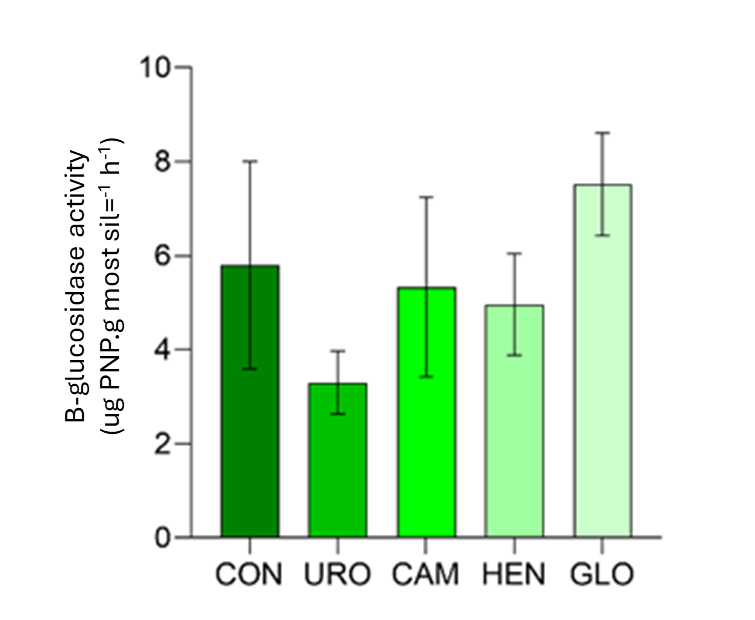 10
8
6
4
2
0
B-glucosidase activity
(ug PNP.g most sil=⁻¹ h⁻¹)
CON URO CAM HEN GLO